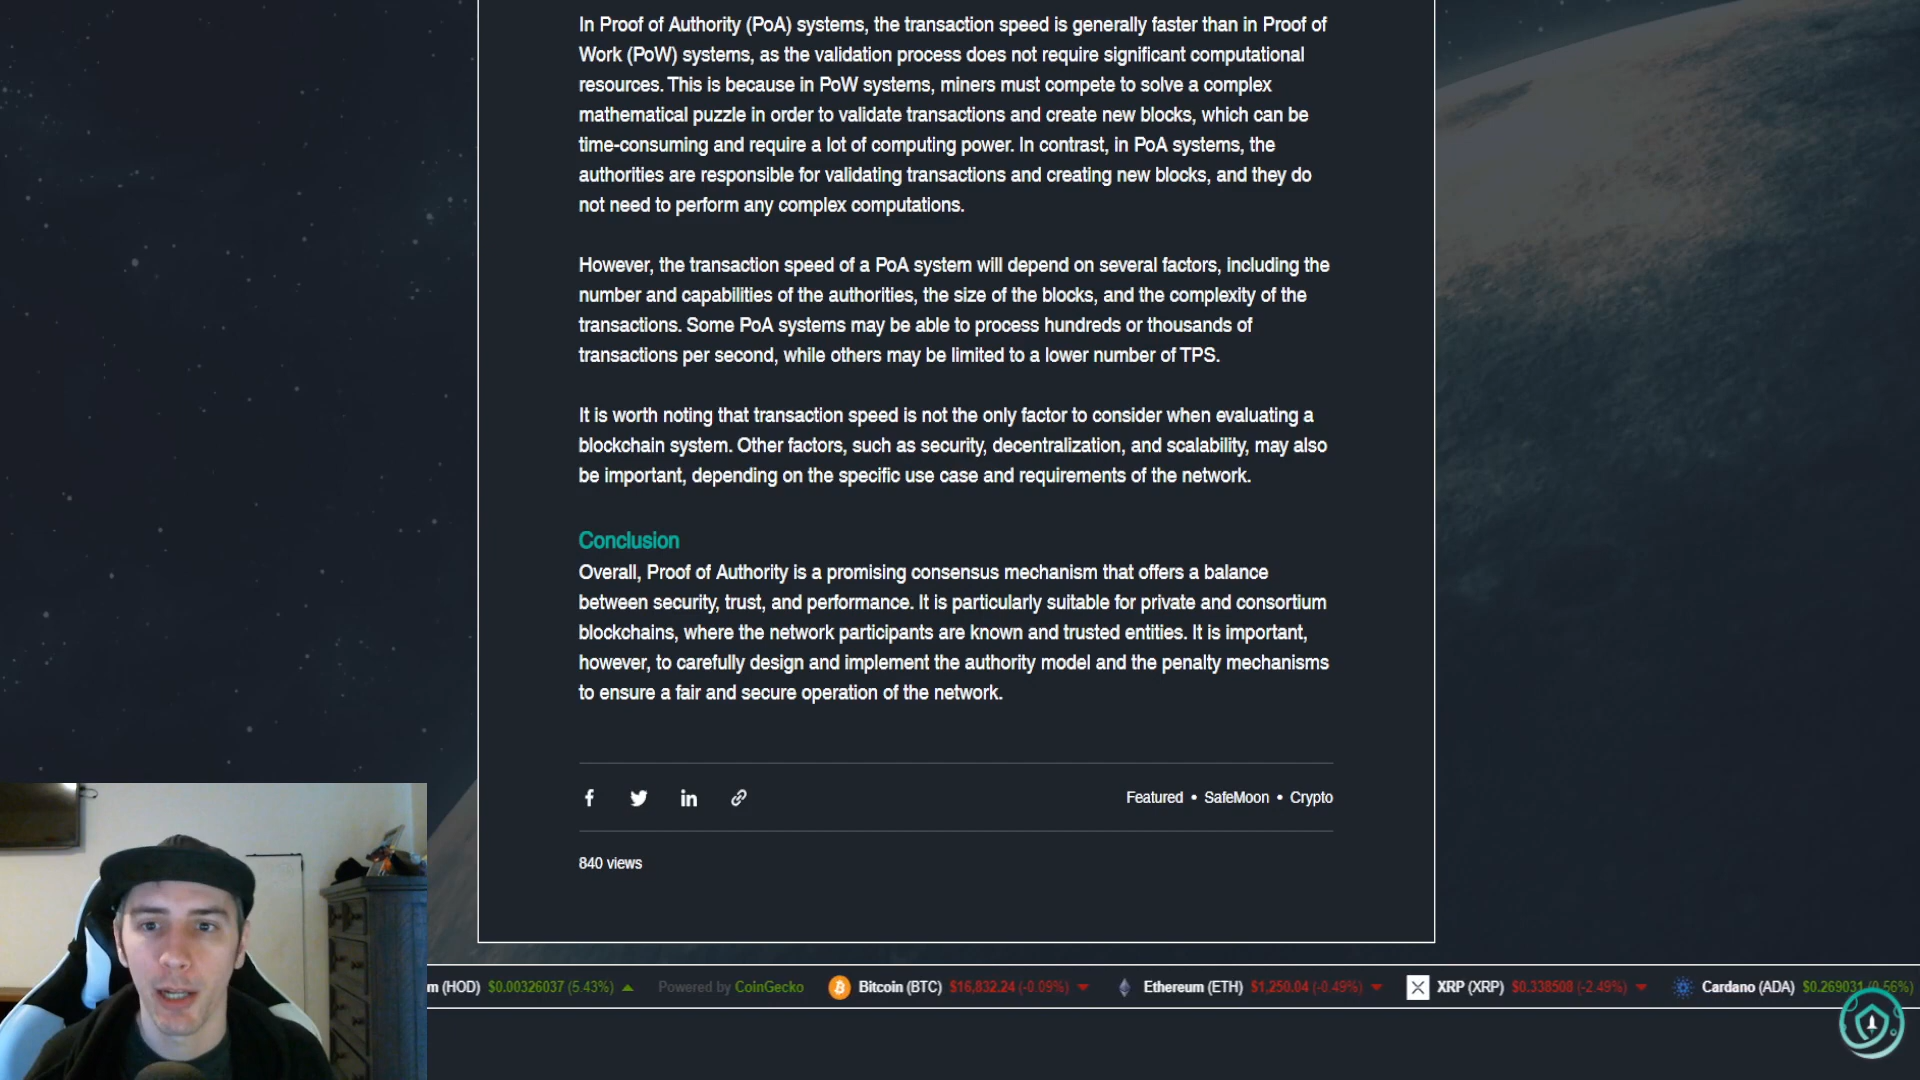 In Proof of Authority (PoA) systems, the transaction speed is generally faster than in Proof of
Work (PoW) systems, as the validation process does not require significant computational
resources. This is because in PoW systems, miners must compete to solve a complex
mathematical puzzle in order to validate transactions and create new blocks, which can be
time-consuming and require a lot of computing power. In contrast, in PoA systems, the
authorities are responsible for validating transactions and creating new blocks, and they do
not need to perform any complex computations.
However, the transaction speed of a PoA system will depend on several factors, including the
number and capabilities of the authorities, the size of the blocks, and the complexity of the
transactions. Some PoA systems may be able to process hundreds or thousands of
transactions per second, while others may be limited to a lower number of TPS.
It is worth noting that transaction speed is not the only factor to consider when evaluating a
blockchain system. Other factors, such as security, decentralization, and scalability, may also
be important, depending on the specific use case and requirements of the network.
Conclusion
Overall, Proof of Authority is a promising consensus mechanism that offers a balance
between security, trust, and performance. It is particularly suitable for private and consortium
blockchains, where the network participants are known and trusted entities. It is important,
however, to carefully design and implement the authority model and the penalty mechanisms
to ensure a fair and secure operation of the network.
Featured • SafeMoon • Crypto
840 views
m (HOD) $0.00326037 (5.43%) Powered by CoinGecko Bitcoin (BTC) $16,832.24 (-0.09%) Ethereum (ETH) $1,250.04 (-0.49%) XRP (XRP) $0.338508 (-2.49%) Cardano (ADA) $0.269031 (0.56%)